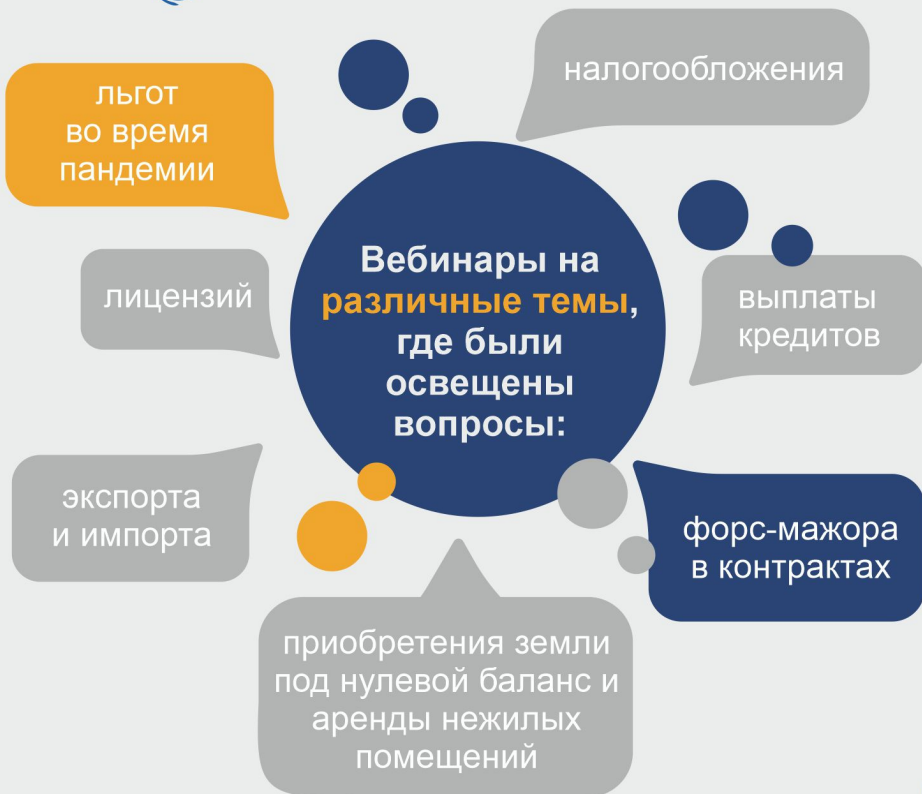 льгот
во время
пандемии
налогообложения
лицензий
Вебинары на
различные темы,
где были
освещены
вопросы:
выплаты
кредитов
экспорта
и импорта
форс-мажора
в контрактах
приобретения земли
под нулевой баланс и
аренды нежилых
помещений